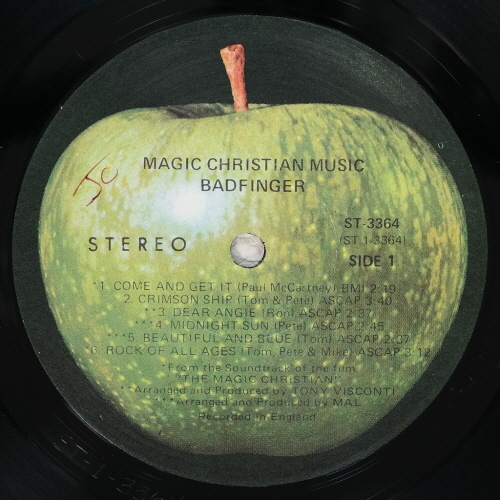 MAGIC CHRISTIAN MUSIC
BADFINGER
STEREO
ST-3364
(ST 1-3364)
SIDE 1
*1. COME AND GET IT (Paul McCartney) BMI 2:19
2. CRIMSON SHIP (Tom & Pete) ASCAP 3:40
**3. DEAR ANGIE (Ron) ASCAP 2:37
***4. MIDNIGHT SUN (Pete) ASCAP 2:45
***5. BEAUTIFUL AND BLUE (Tom) ASCAP 2:37
*6. ROCK OF ALL AGES (Tom, Pete & Mike) ASCAP 3:12
*From the Soundtrack of the film
"THE MAGIC CHRISTIAN"
**Arranged and Produced by TONY VISCONTI
***Arranged and Produced by MAL
Recorded in England